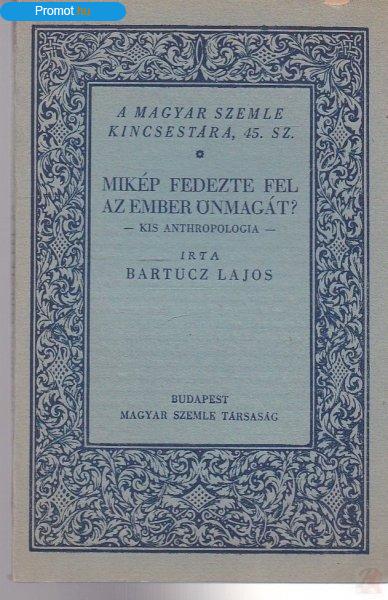 Promot.hu
A MAGYAR SZEMLE
KINCSESTÁRA, 45. SZ.
MIKÉP FEDEZTE FEL
AZ EMBER ÖNMAGÁT?
— KIS ANTHROPOLOGIA —
IRTA
BARTUCZ LAJOS
BUDAPEST
MAGYAR SZEMLE TÁRSASÁG